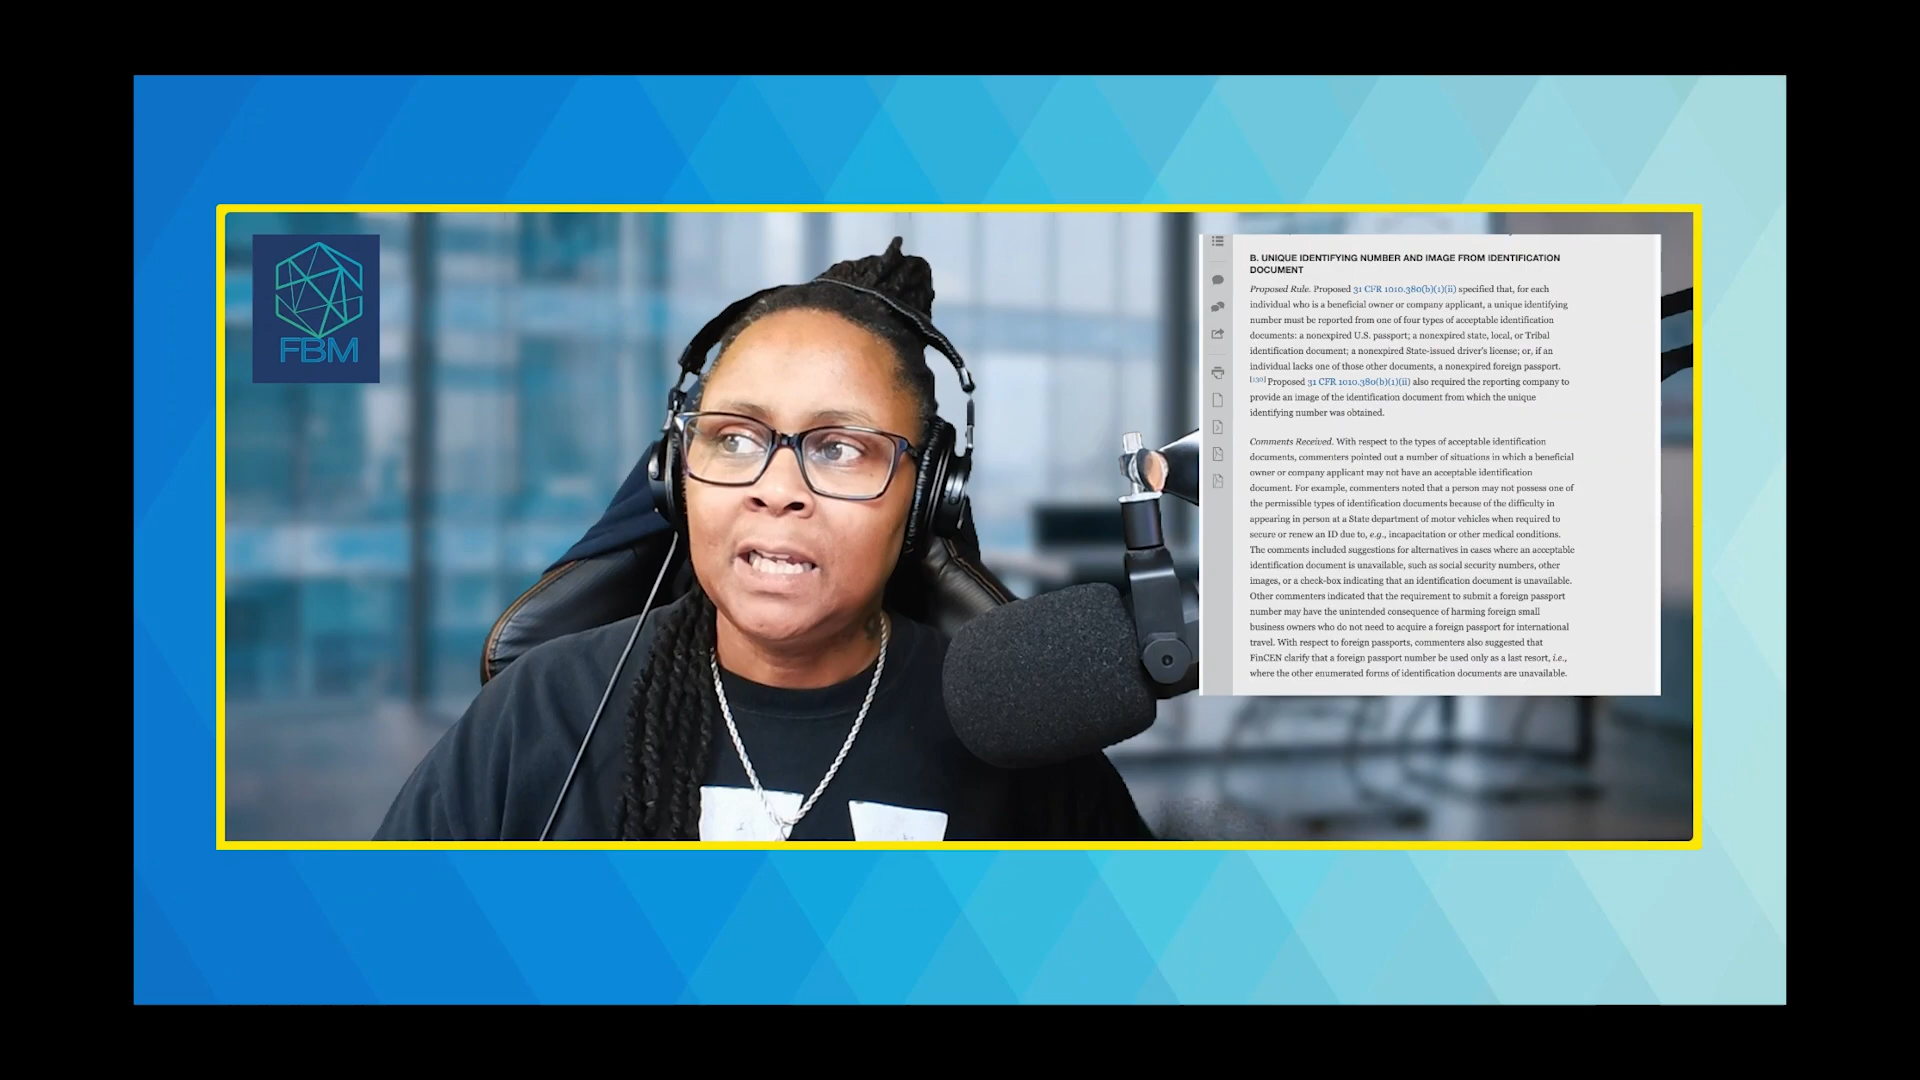 FBM
B. UNIQUE IDENTIFYING NUMBER AND IMAGE FROM IDENTIFICATION
DOCUMENT
Proposed Rule. Proposed 31 CFR 1010.380(b)(1)(ii) specified that, for each
individual who is a beneficial owner or company applicant, a unique identifying
number must be reported from one of four types of acceptable identification
documents: a nonexpired U.S. passport; a nonexpired state, local, or Tribal
identification document; a nonexpired State-issued driver's license; or, if an
individual lacks one of those other documents, a nonexpired foreign passport.
[130] Proposed 31 CFR 1010.380(b)(1)(ii) also required the reporting company to
provide an image of the identification document from which the unique
identifying number was obtained.
Comments Received. With respect to the types of acceptable identification
documents, commenters pointed out a number of situations in which a beneficial
owner or company applicant may not have an acceptable identification
document. For example, commenters noted that a person may not possess one of
the permissible types of identification documents because of the difficulty in
appearing in person at a State department of motor vehicles when required to
secure or renew an ID due to, e.g., incapacitation or other medical conditions.
The comments included suggestions for alternatives in cases where an acceptable
identification document is unavailable, such as social security numbers, other
images, or a check-box indicating that an identification document is unavailable.
Other commenters indicated that the requirement to submit a foreign passport
number may have the unintended consequence of harming foreign small
business owners who do not need to acquire a foreign passport for international
travel. With respect to foreign passports, commenters also suggested that
FinCEN clarify that a foreign passport number be used only as a last resort, i.e.,
where the other enumerated forms of identification documents are unavailable.